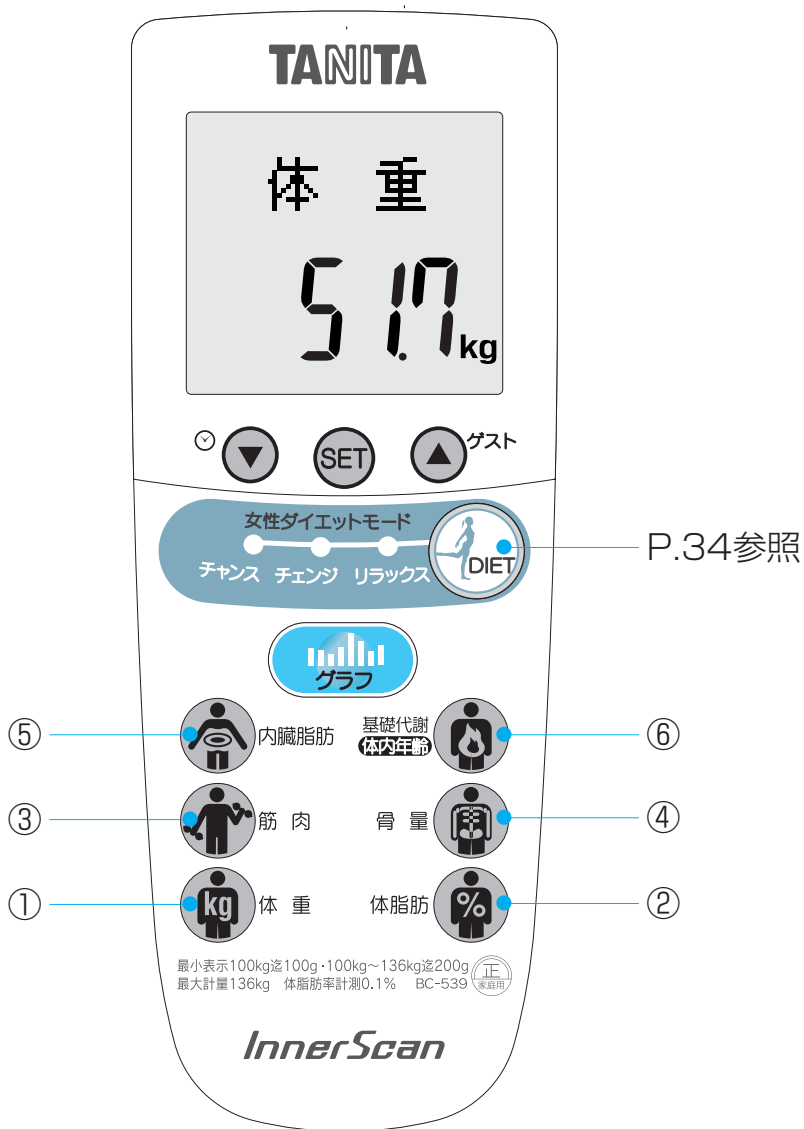 TANITA
体 重
51.7kg
ゲスト
SET
女性ダイエットモード
チャンス チェンジ リラックス
DIET
P.34参照
グラフ
⑤ 内臓脂肪
基礎代謝
体内年齢 ⑥
③ 筋 肉
骨 量 ④
kg
① 体 重
体脂肪 % ②
最小表示100kg迄100g・100kg～136kg迄200g
最大計量136kg 体脂肪率計測0.1% BC-539
正
家庭用
InnerScan